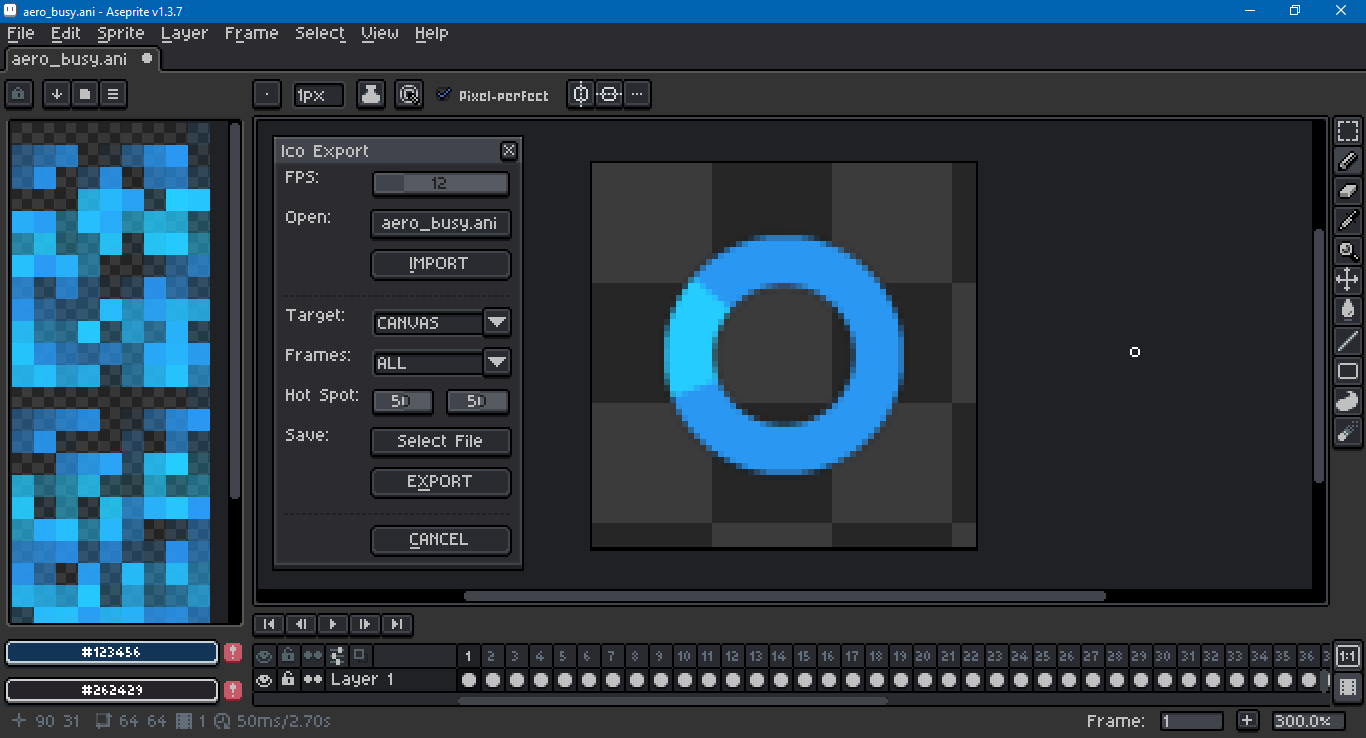 aero_busy.ani - Aseprite v1.3.7
File Edit Sprite Layer Frame Select View Help
aero_busy.ani
1px Pixel-perfect
Ico Export
FPS: 12
Open: aero_busy.ani
IMPORT
Target: CANVAS
Frames: ALL
Hot Spot: 50 50
Save: Select File
EXPORT
CANCEL
#123456
#262429
1 2 3 4 5 6 7 8 9 10 11 12 13 14 15 16 17 18 19 20 21 22 23 24 25 26 27 28 29 30 31 32 33 34 35 36 3
1:1
Layer 1
90 31 64 64 1 50ms/2.70s
Frame: 1 + 300.0%